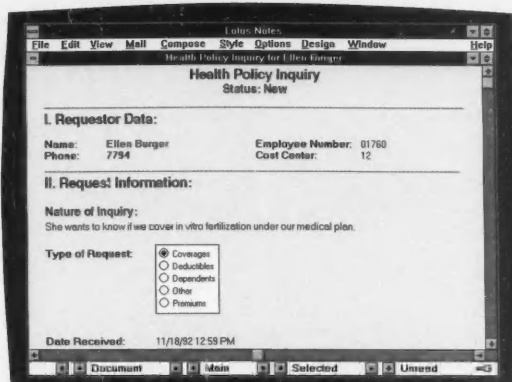 Lotus Notes
File Edit View Mail Compose Style Options Design Window Help
Health Policy Inquiry for Ellen Burger
Health Policy Inquiry
Status: New
I. Requestor Data:
Name: Ellen Burger Employee Number: 01760
Phone: 7794 Cost Center: 12
II. Request Information:
Nature of Inquiry:
She wants to know if we cover in vitro fertilization under our medical plan.
Type of Request: Coverages
Deductibles
Dependents
Other
Premiums
Date Received: 11/18/92 12:59 PM
Document Main Selected Unread